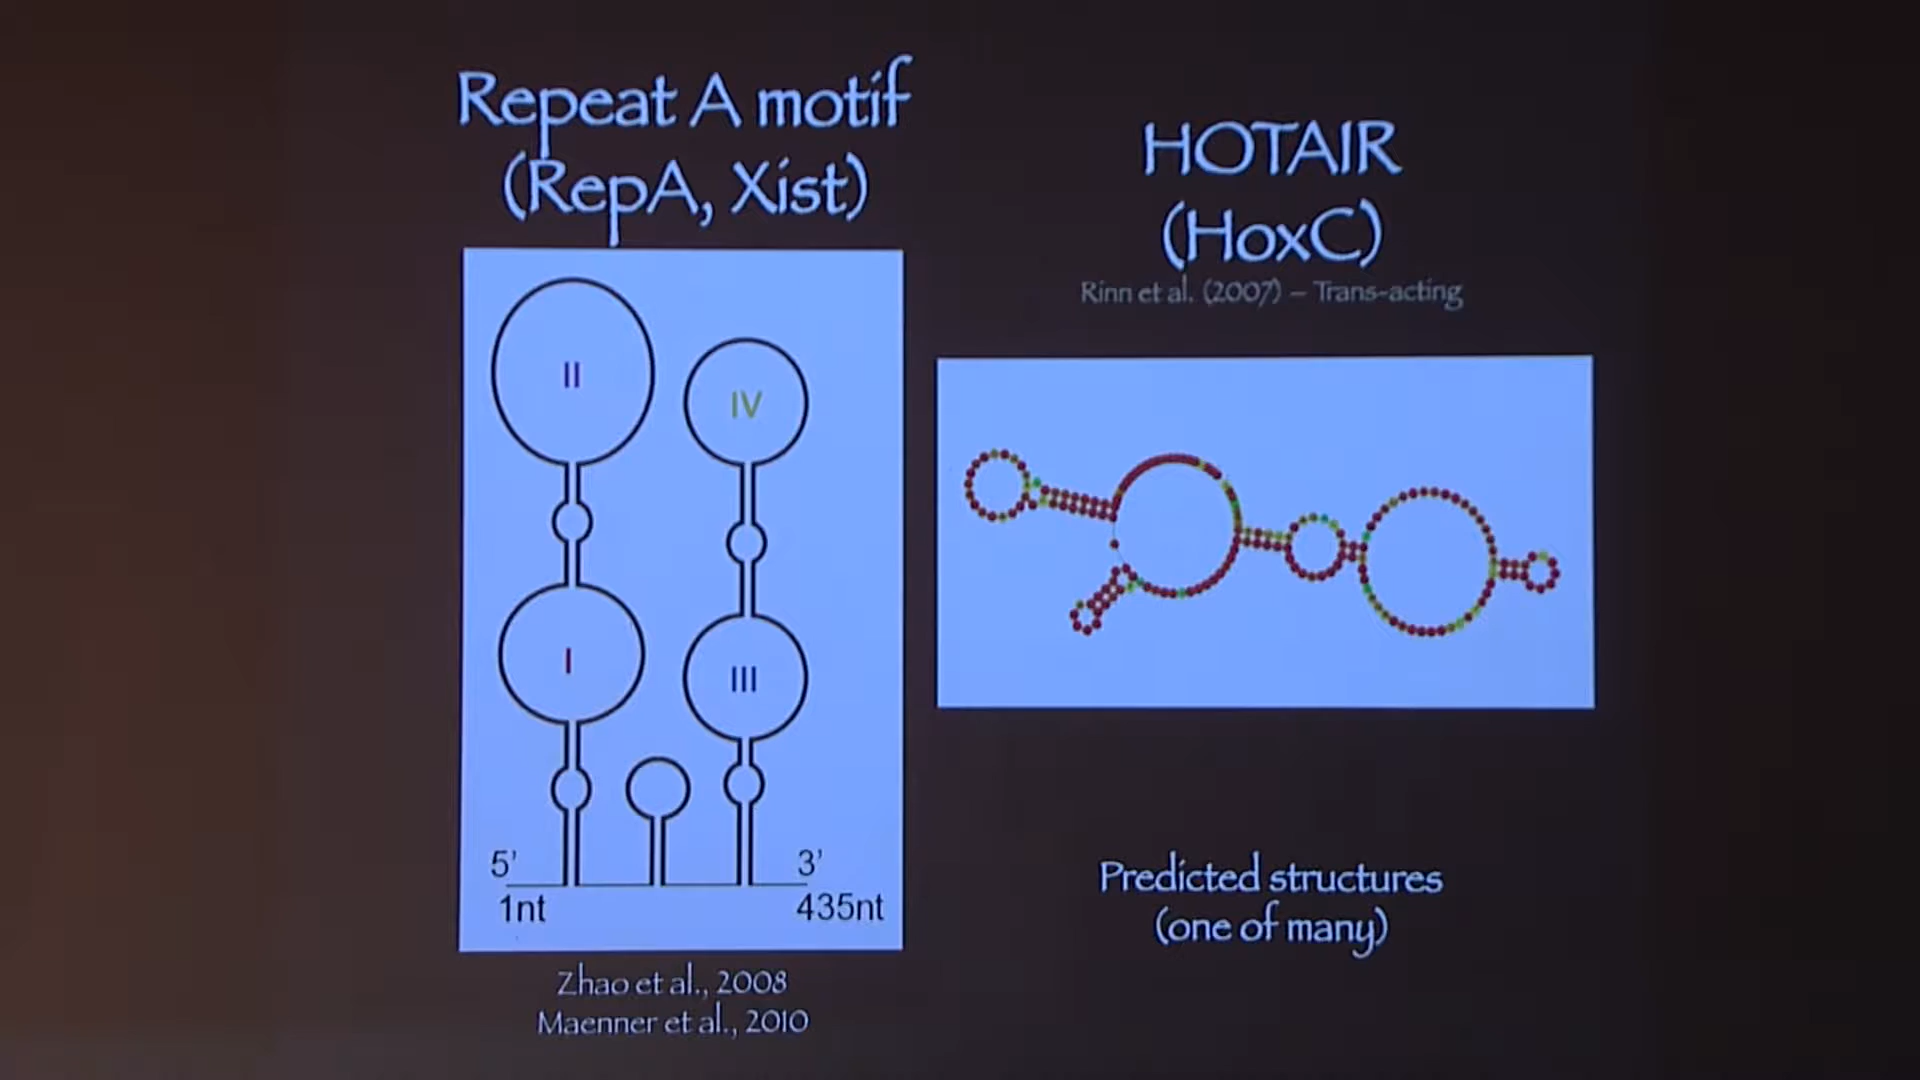 Repeat A motif
(RepA, Xist)
II
IV
I
III
5’
3’
1nt
435nt
Zhao et al., 2008
Maenner et al., 2010
HOTAIR
(HoxC)
Rinn et al. (2007) – Trans-acting
Predicted structures
(one of many)